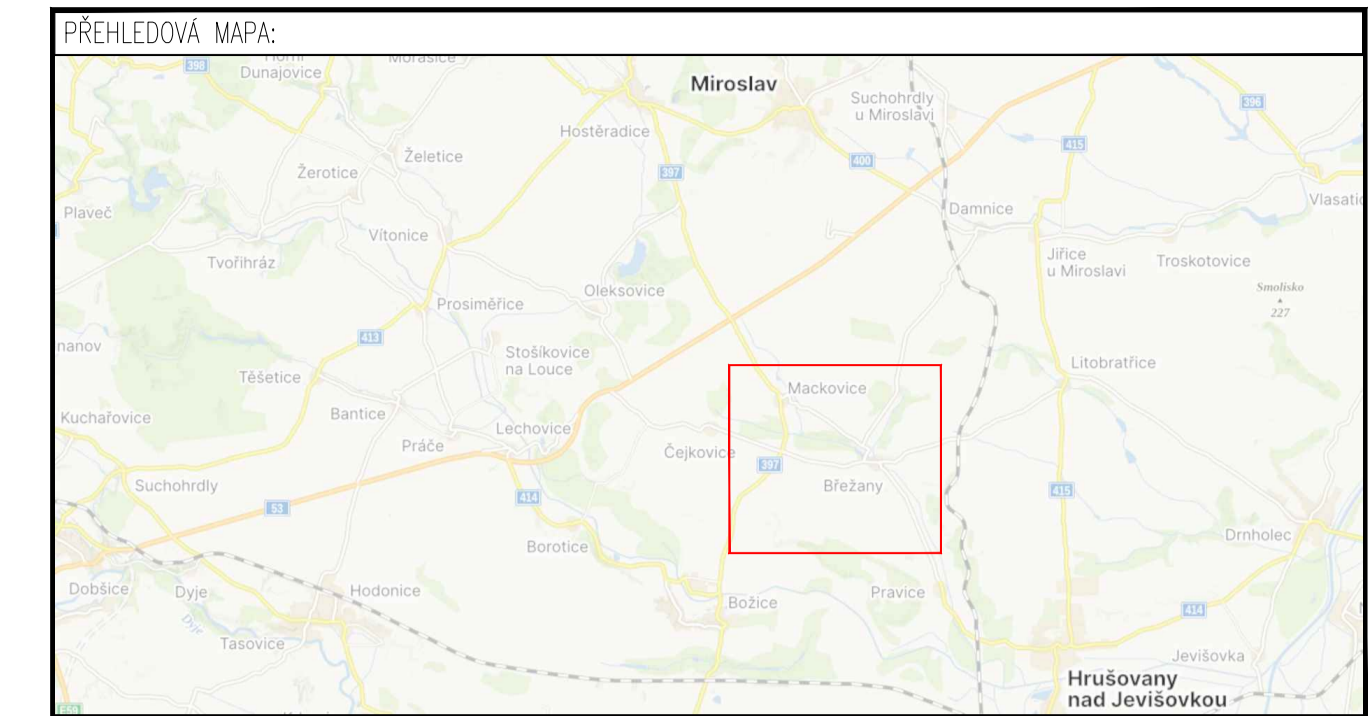 PŘEHLEDOVÁ MAPA:
398
Horní
Dunajovice
Morašice
Miroslav
Suchohrdly
u Miroslavi
396
Hostěradice
415
Želetice
400
Žerotice
397
Plaveč
Damnice
Vítonice
Tvořihráz
Jiřice
u Miroslavi
Troskotovice
Oleksovice
Prosiměřice
Smolisko
227
413
Stošíkovice
na Louce
Litobratřice
Těšetice
Mackovice
Bantice
Kuchařovice
Lechovice
Práče
Čejkovice
397
Břežany
Suchohrdly
414
415
53
Drnholec
Borotice
Dobšice
Dyje
Hodonice
Božice
Pravice
414
Dyje
Tasovice
Jevišovka
Hrušovany
nad Jevišovkou
E59